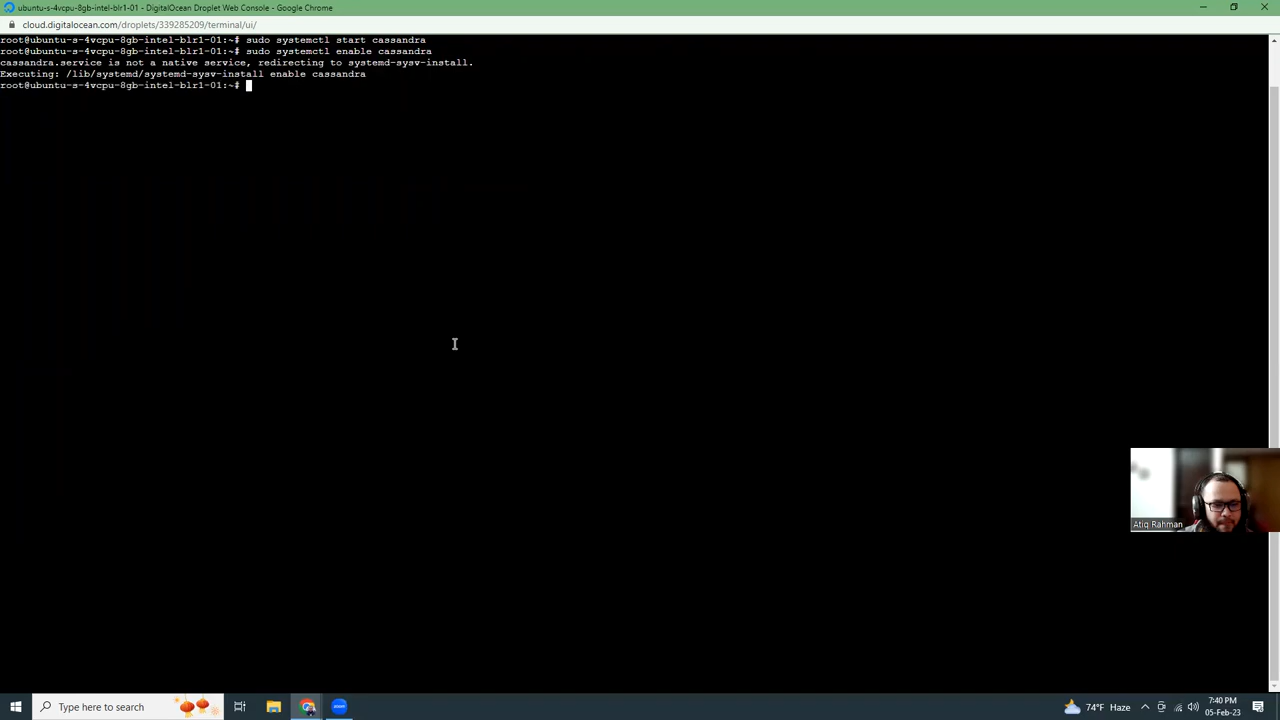 ubuntu-s-4vcpu-8gb-intel-blr1-01 - DigitalOcean Droplet Web Console - Google Chrome
cloud.digitalocean.com/droplets/339285209/terminal/ui/
root@ubuntu-s-4vcpu-8gb-intel-blr1-01:~# sudo systemctl start cassandra
root@ubuntu-s-4vcpu-8gb-intel-blr1-01:~# sudo systemctl enable cassandra
cassandra.service is not a native service, redirecting to systemd-sysv-install.
Executing: /lib/systemd/systemd-sysv-install enable cassandra
root@ubuntu-s-4vcpu-8gb-intel-blr1-01:~#
Atiq Rahman
Type here to search
zoom
74°F Haze
7:40 PM
05-Feb-23